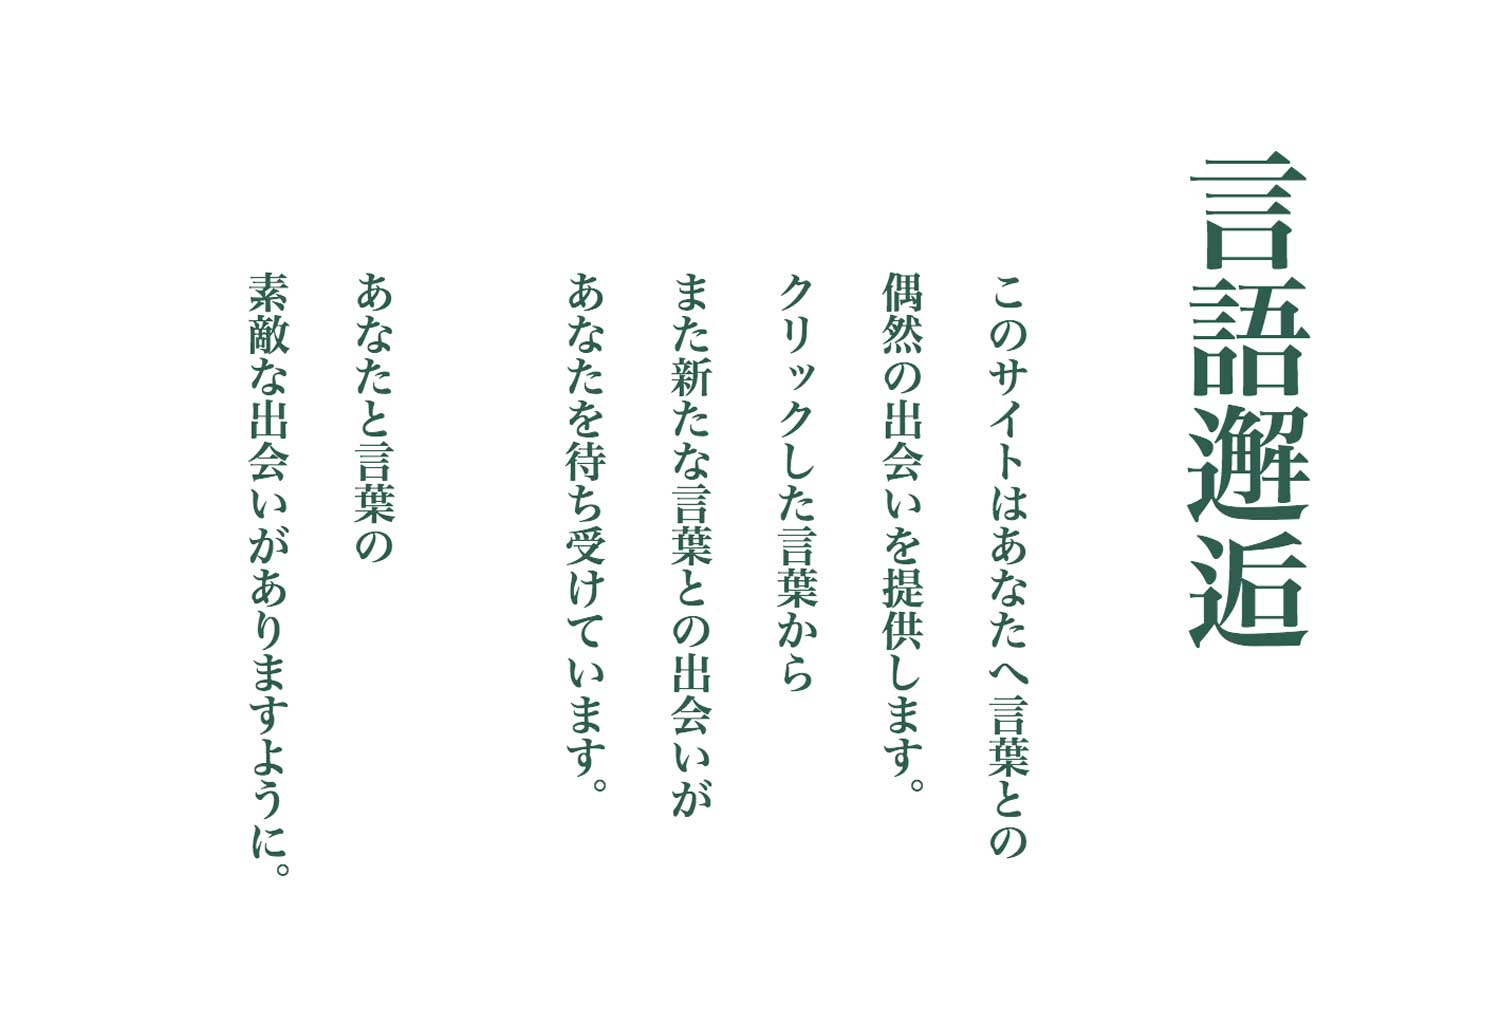 言語邂逅
このサイトはあなたへ言葉との
偶然の出会いを提供します。
クリックした言葉から
また新たな言葉との出会いが
あなたを待ち受けています。
あなたと言葉の
素敵な出会いがありますように。